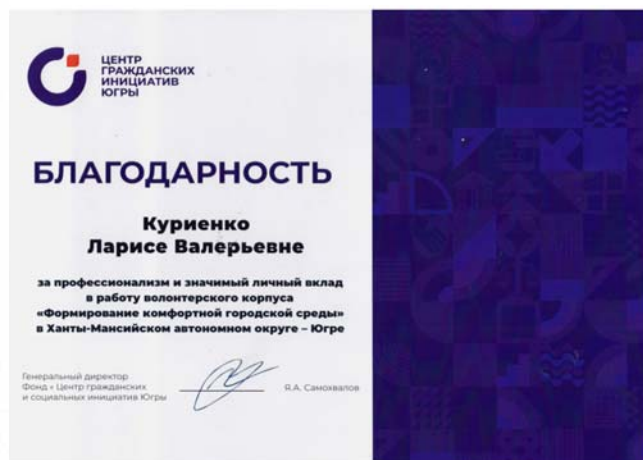 ЦЕНТР
ГРАЖДАНСКИХ
ИНИЦИАТИВ
ЮГРЫ
БЛАГОДАРНОСТЬ
Куриенко
Ларисе Валерьевне
за профессионализм и значимый личный вклад
в работу волонтерского корпуса
«Формирование комфортной городской среды»
в Ханты-Мансийском автономном округе – Югре
Генеральный директор
Фонд « Центр гражданских
и социальных инициатив Югры
Я.А. Самохвалов